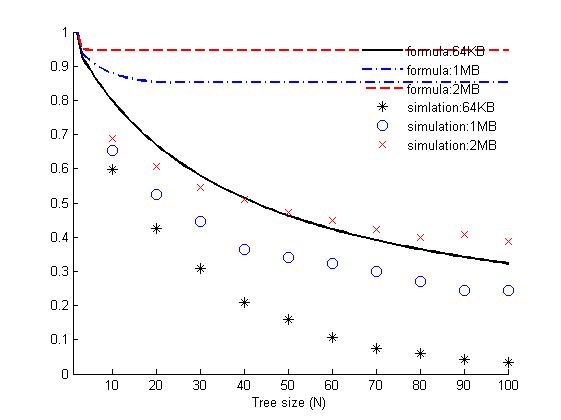 1
0.9
0.8
0.7
0.6
0.5
0.4
0.3
0.2
0.1
0
formula:64KB
formula:1MB
formula:2MB
simlation:64KB
simulation:1MB
simulation:2MB
10 20 30 40 50 60 70 80 90 100
Tree size (N)